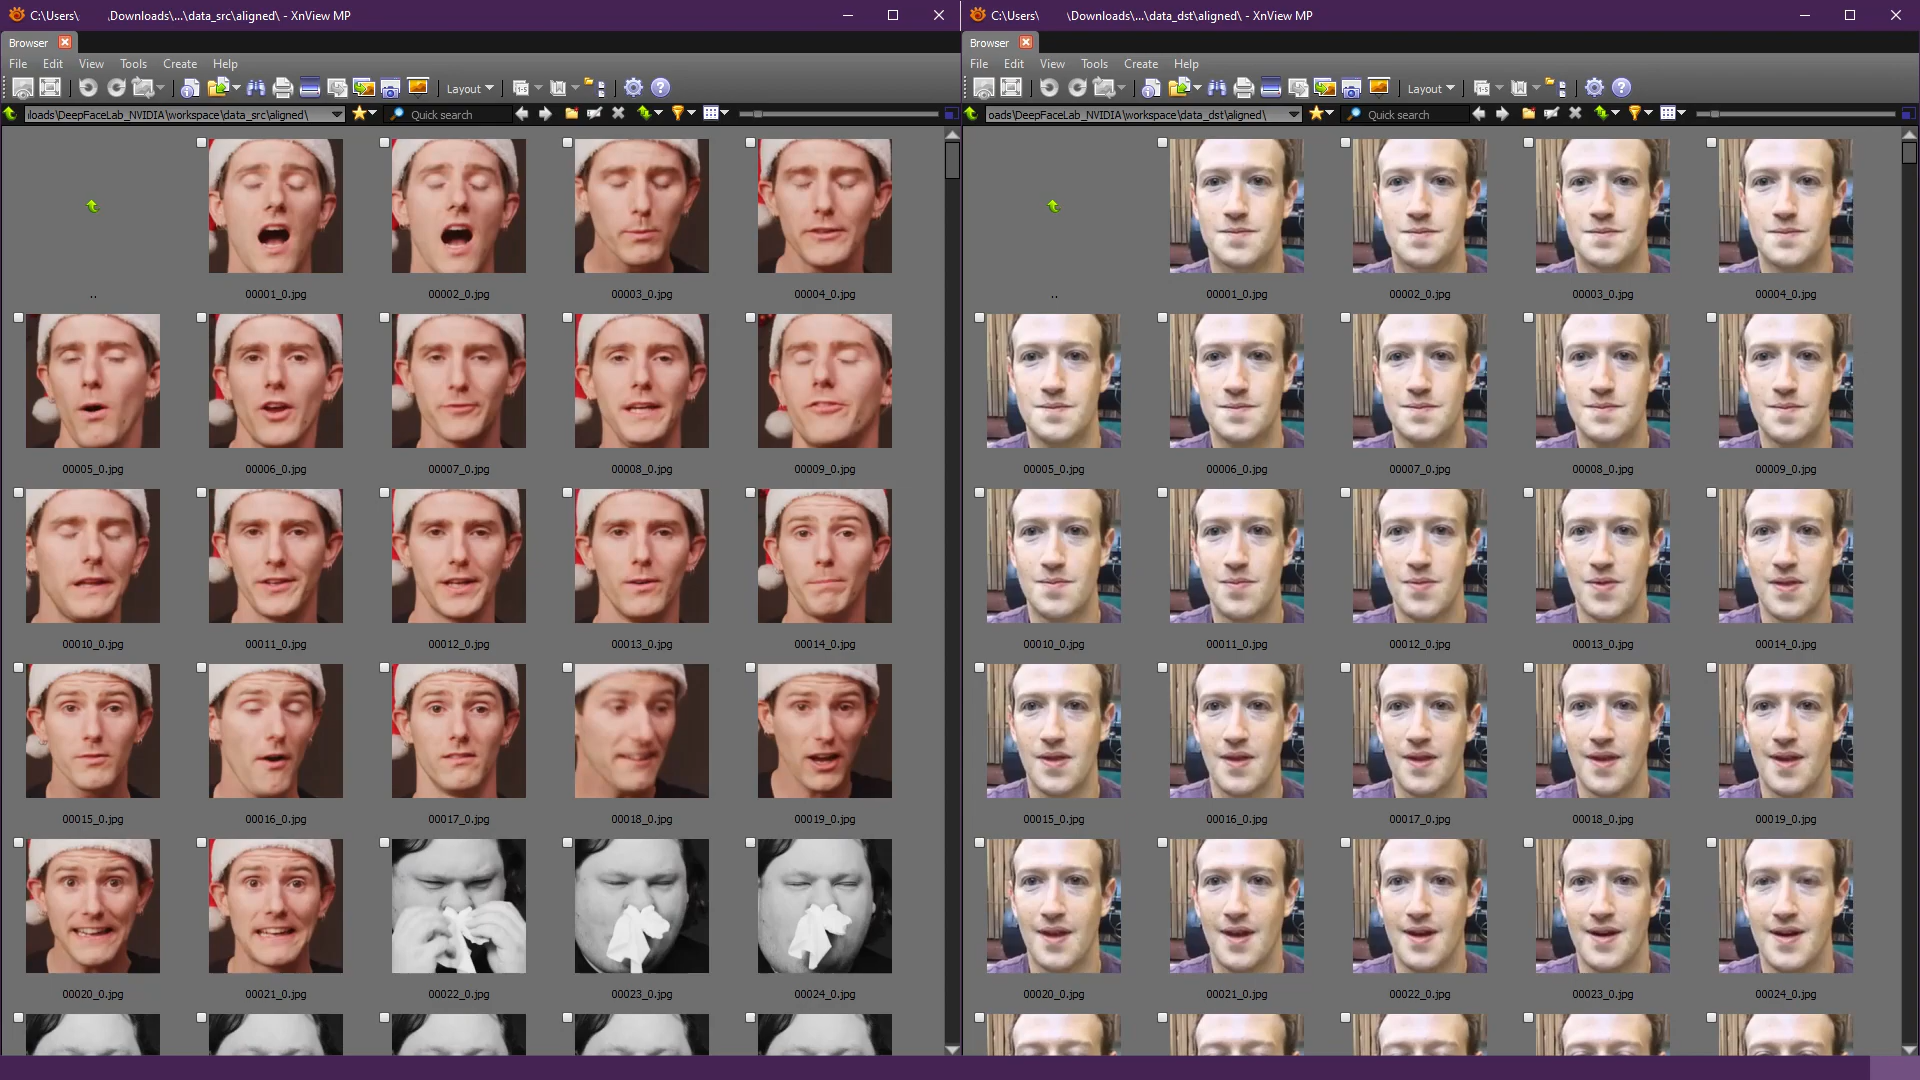 C:\Users\ .Downloads\...\data_src\aligned\ - XnView MP
Browser
File Edit View Tools Create Help
Layout
iloads\DeepFaceLab_NVIDIA\workspace\data_src\aligned\
Quick search
..
00001_0.jpg 00002_0.jpg 00003_0.jpg 00004_0.jpg
00005_0.jpg 00006_0.jpg 00007_0.jpg 00008_0.jpg 00009_0.jpg
00010_0.jpg 00011_0.jpg 00012_0.jpg 00013_0.jpg 00014_0.jpg
00015_0.jpg 00016_0.jpg 00017_0.jpg 00018_0.jpg 00019_0.jpg
00020_0.jpg 00021_0.jpg 00022_0.jpg 00023_0.jpg 00024_0.jpg
C:\Users\ \Downloads\...\data_dst\aligned\ - XnView MP
Browser
File Edit View Tools Create Help
Layout
oads\DeepFaceLab_NVIDIA\workspace\data_dst\aligned\
Quick search
..
00001_0.jpg 00002_0.jpg 00003_0.jpg 00004_0.jpg
00005_0.jpg 00006_0.jpg 00007_0.jpg 00008_0.jpg 00009_0.jpg
00010_0.jpg 00011_0.jpg 00012_0.jpg 00013_0.jpg 00014_0.jpg
00015_0.jpg 00016_0.jpg 00017_0.jpg 00018_0.jpg 00019_0.jpg
00020_0.jpg 00021_0.jpg 00022_0.jpg 00023_0.jpg 00024_0.jpg